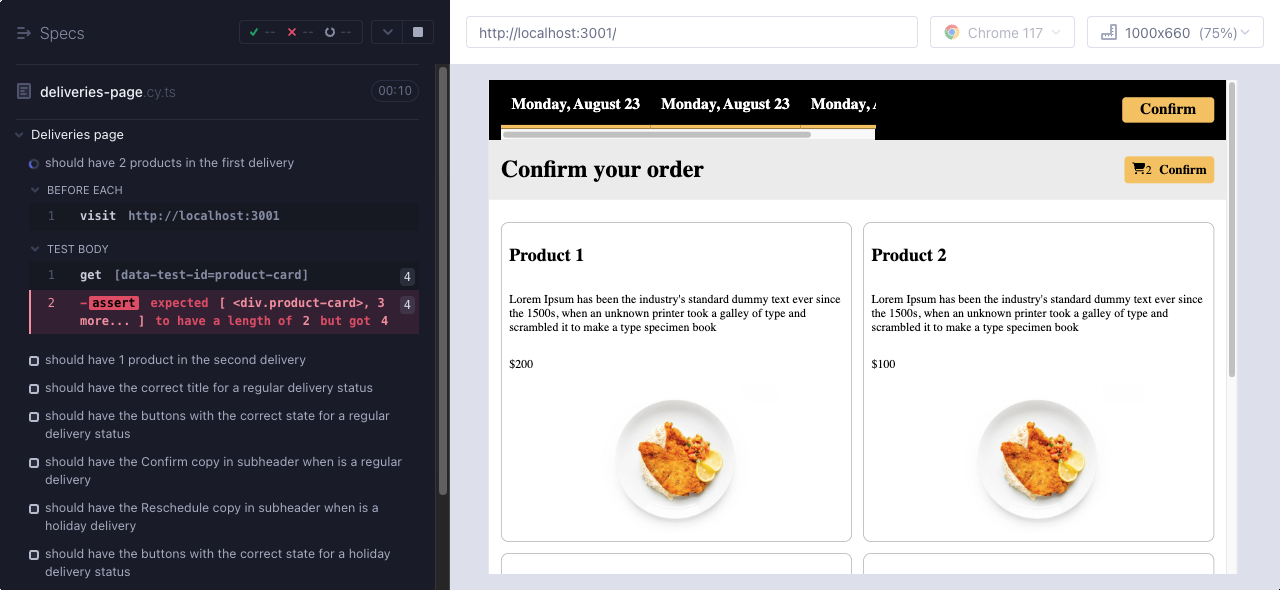 Specs
-- -- --
http://localhost:3001/
Chrome 117
1000x660 (75%)
deliveries-page.cy.ts
00:10
Deliveries page
should have 2 products in the first delivery
BEFORE EACH
1 visit http://localhost:3001
TEST BODY
1 get [data-test-id=product-card] 4
2 -assert expected [ <div.product-card>, 3 4
more... ] to have a length of 2 but got 4
should have 1 product in the second delivery
should have the correct title for a regular delivery status
should have the buttons with the correct state for a regular
delivery status
should have the Confirm copy in subheader when is a regular
delivery
should have the Reschedule copy in subheader when is a
holiday delivery
should have the buttons with the correct state for a holiday
delivery status
Monday, August 23 Monday, August 23 Monday,
Confirm
Confirm your order
2 Confirm
Product 1
Lorem Ipsum has been the industry's standard dummy text ever since
the 1500s, when an unknown printer took a galley of type and
scrambled it to make a type specimen book
$200
Product 2
Lorem Ipsum has been the industry's standard dummy text ever since
the 1500s, when an unknown printer took a galley of type and
scrambled it to make a type specimen book
$100